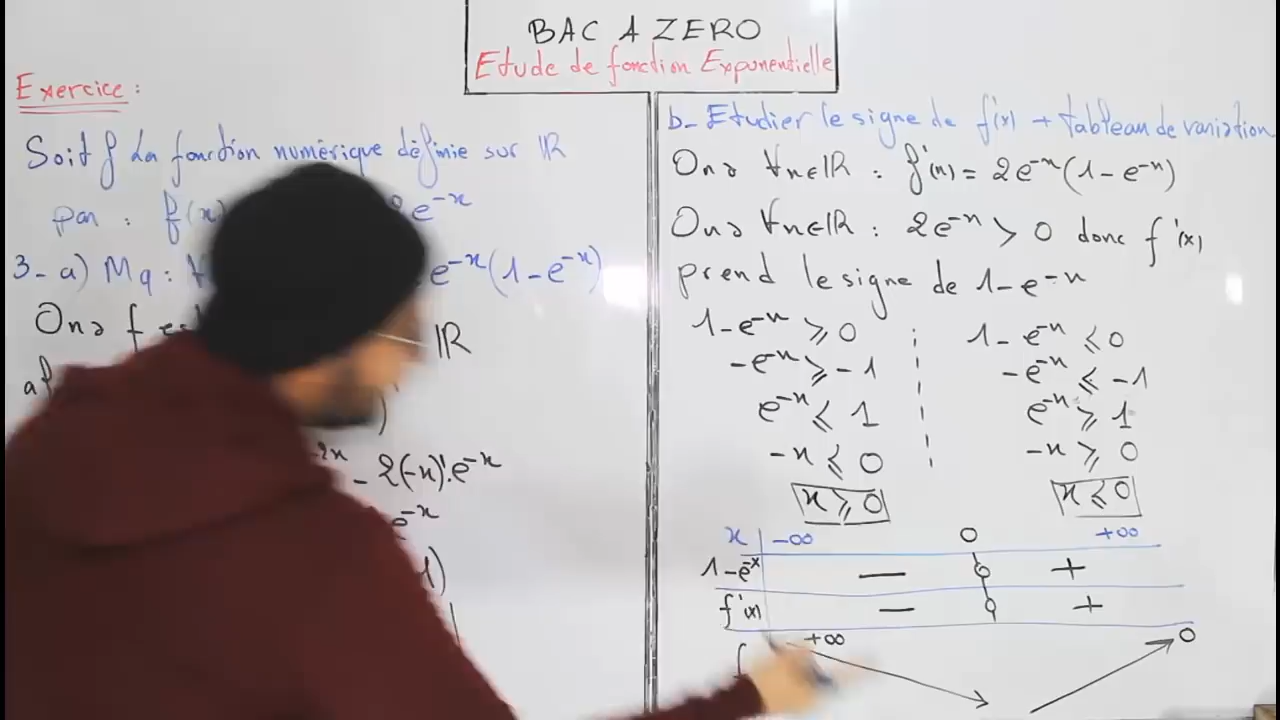 BAC A ZERO
Etude de fonction Exponentielle
Exercice :
Soit f la fonction numérique définie sur IR
par : f(x) 2e^-x
3- a) Mq : ∀ e^-x(1-e^-x)
On a f est IR
-2x - 2(-x)'.e^-x
e^-x
1)
b- Etudier le signe de f'(x) + tableau de variation
On a ∀x∈IR : f'(x) = 2e^-x(1-e^-x)
On a ∀x∈IR : 2e^-x > 0 donc f'(x)
prend le signe de 1-e^-x
1-e^-x ⩾ 0 1-e^-x ⩽ 0
-e^-x ⩾ -1 -e^-x ⩽ -1
e^-x ⩽ 1 e^-x ⩾ 1
-x ⩽ 0 -x ⩾ 0
x ⩾ 0 x ⩽ 0
x -∞ 0 +∞
1-e^-x - 0 +
f'(x) - 0 +
f +∞ 0